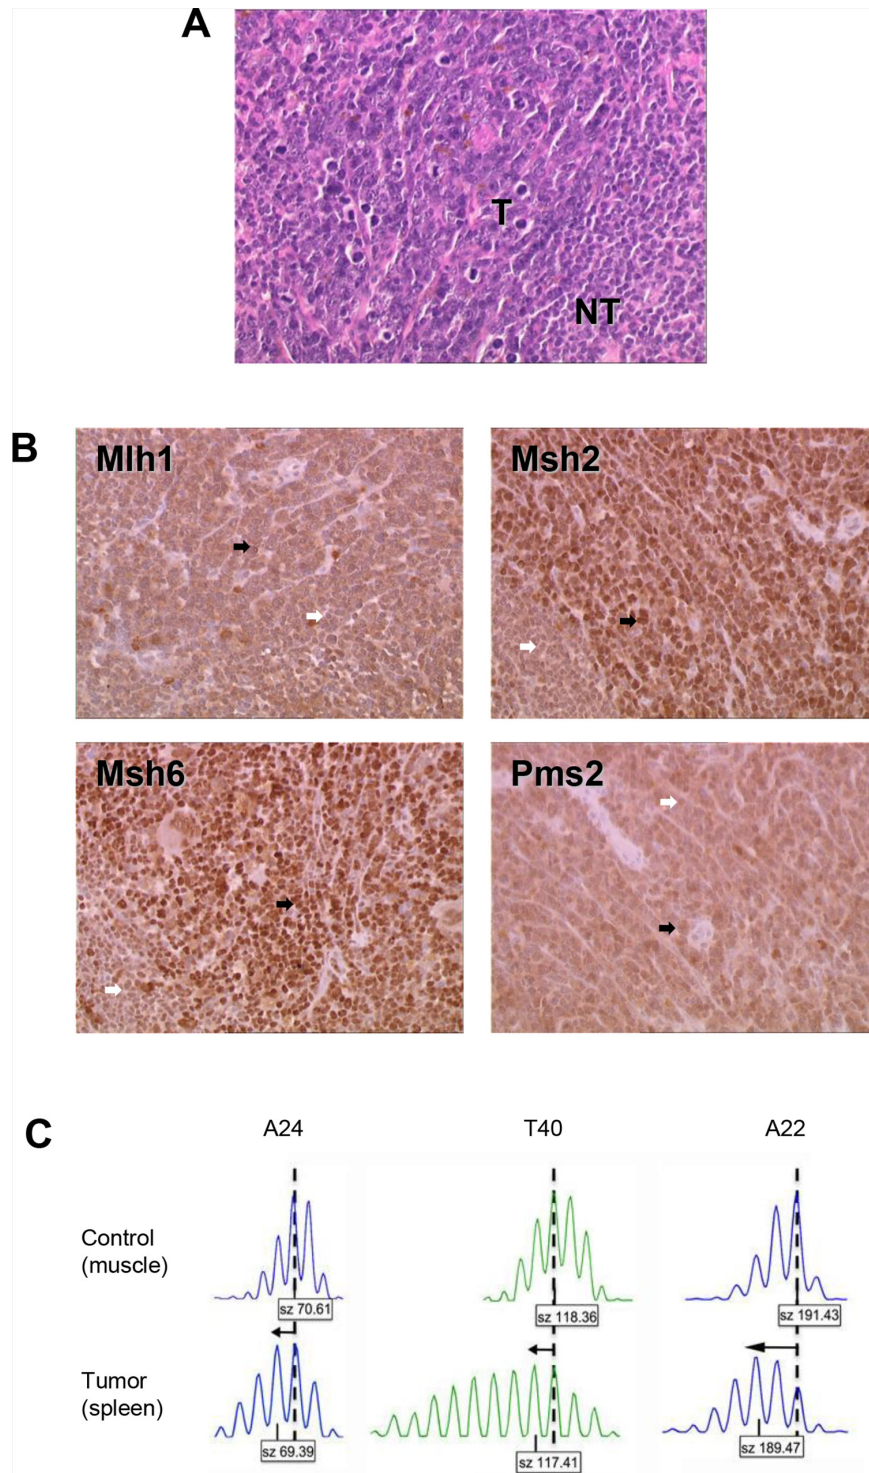 A
T
NT
B
Mlh1
Msh2
Msh6
Pms2
C
A24
T40
A22
Control
(muscle)
sz 70.61
sz 118.36
sz 191.43
Tumor
(spleen)
sz 69.39
sz 117.41
sz 189.47